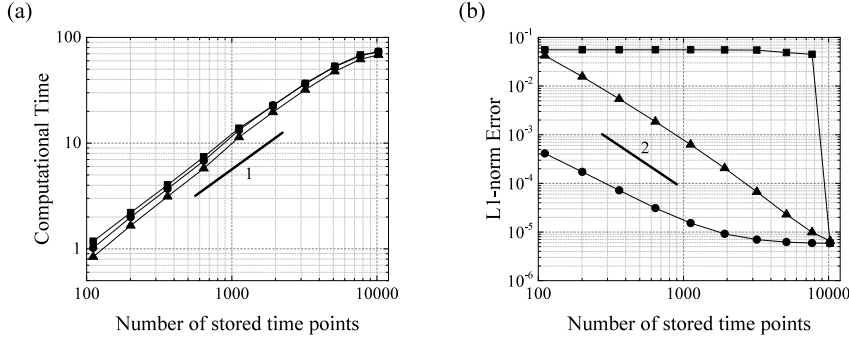 (a)
100
10
1
Computational Time
1
100
1000
10000
Number of stored time points
(b)
10-1
10-2
10-3
10-4
10-5
10-6
L1-norm Error
2
100
1000
10000
Number of stored time points